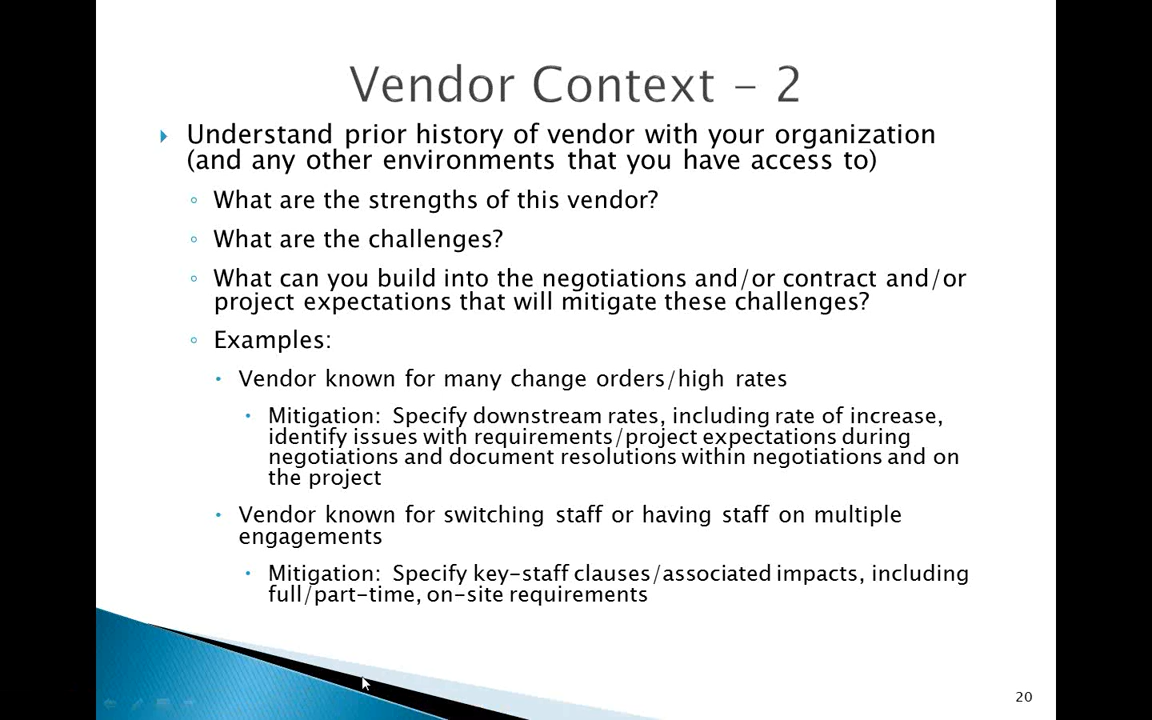 Vendor Context – 2
Understand prior history of vendor with your organization
(and any other environments that you have access to)
What are the strengths of this vendor?
What are the challenges?
What can you build into the negotiations and/or contract and/or
project expectations that will mitigate these challenges?
Examples:
Vendor known for many change orders/high rates
Mitigation: Specify downstream rates, including rate of increase,
identify issues with requirements/project expectations during
negotiations and document resolutions within negotiations and on
the project
Vendor known for switching staff or having staff on multiple
engagements
Mitigation: Specify key-staff clauses/associated impacts, including
full/part-time, on-site requirements
20